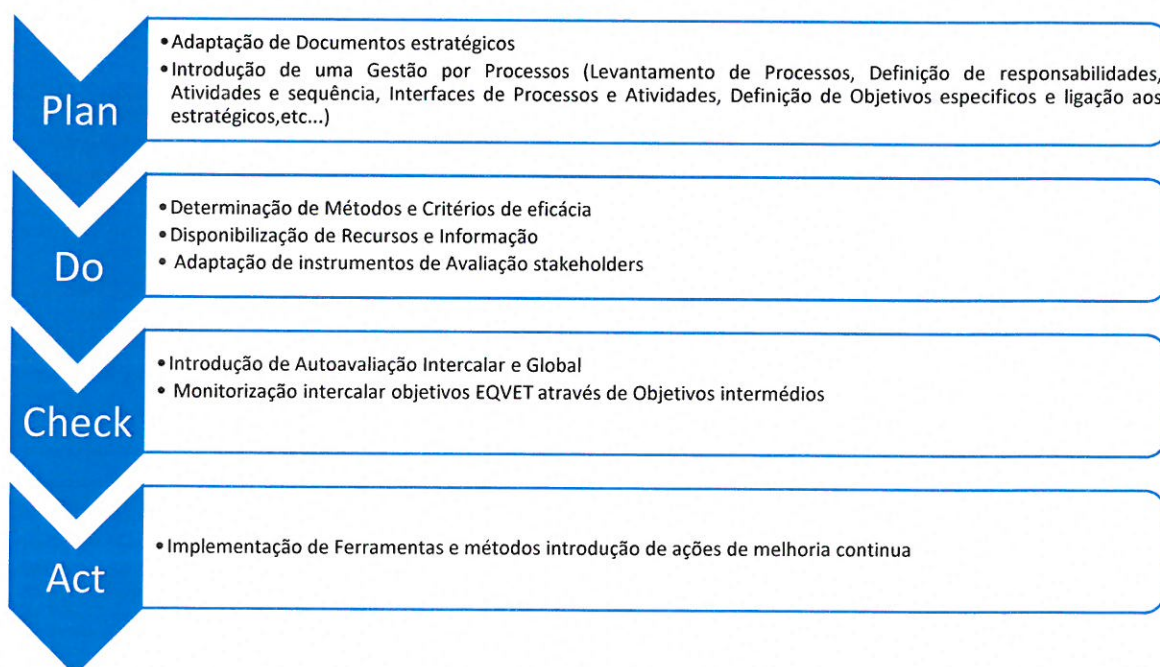 Plan
•Adaptação de Documentos estratégicos
•Introdução de uma Gestão por Processos (Levantamento de Processos, Definição de responsabilidades,
Atividades e sequência, Interfaces de Processos e Atividades, Definição de Objetivos especificos e ligação aos
estratégicos,etc...)
Do
•Determinação de Métodos e Critérios de eficácia
•Disponibilização de Recursos e Informação
• Adaptação de instrumentos de Avaliação stakeholders
Check
•Introdução de Autoavaliação Intercalar e Global
• Monitorização intercalar objetivos EQVET através de Objetivos intermédios
Act
•Implementação de Ferramentas e métodos introdução de ações de melhoria continua